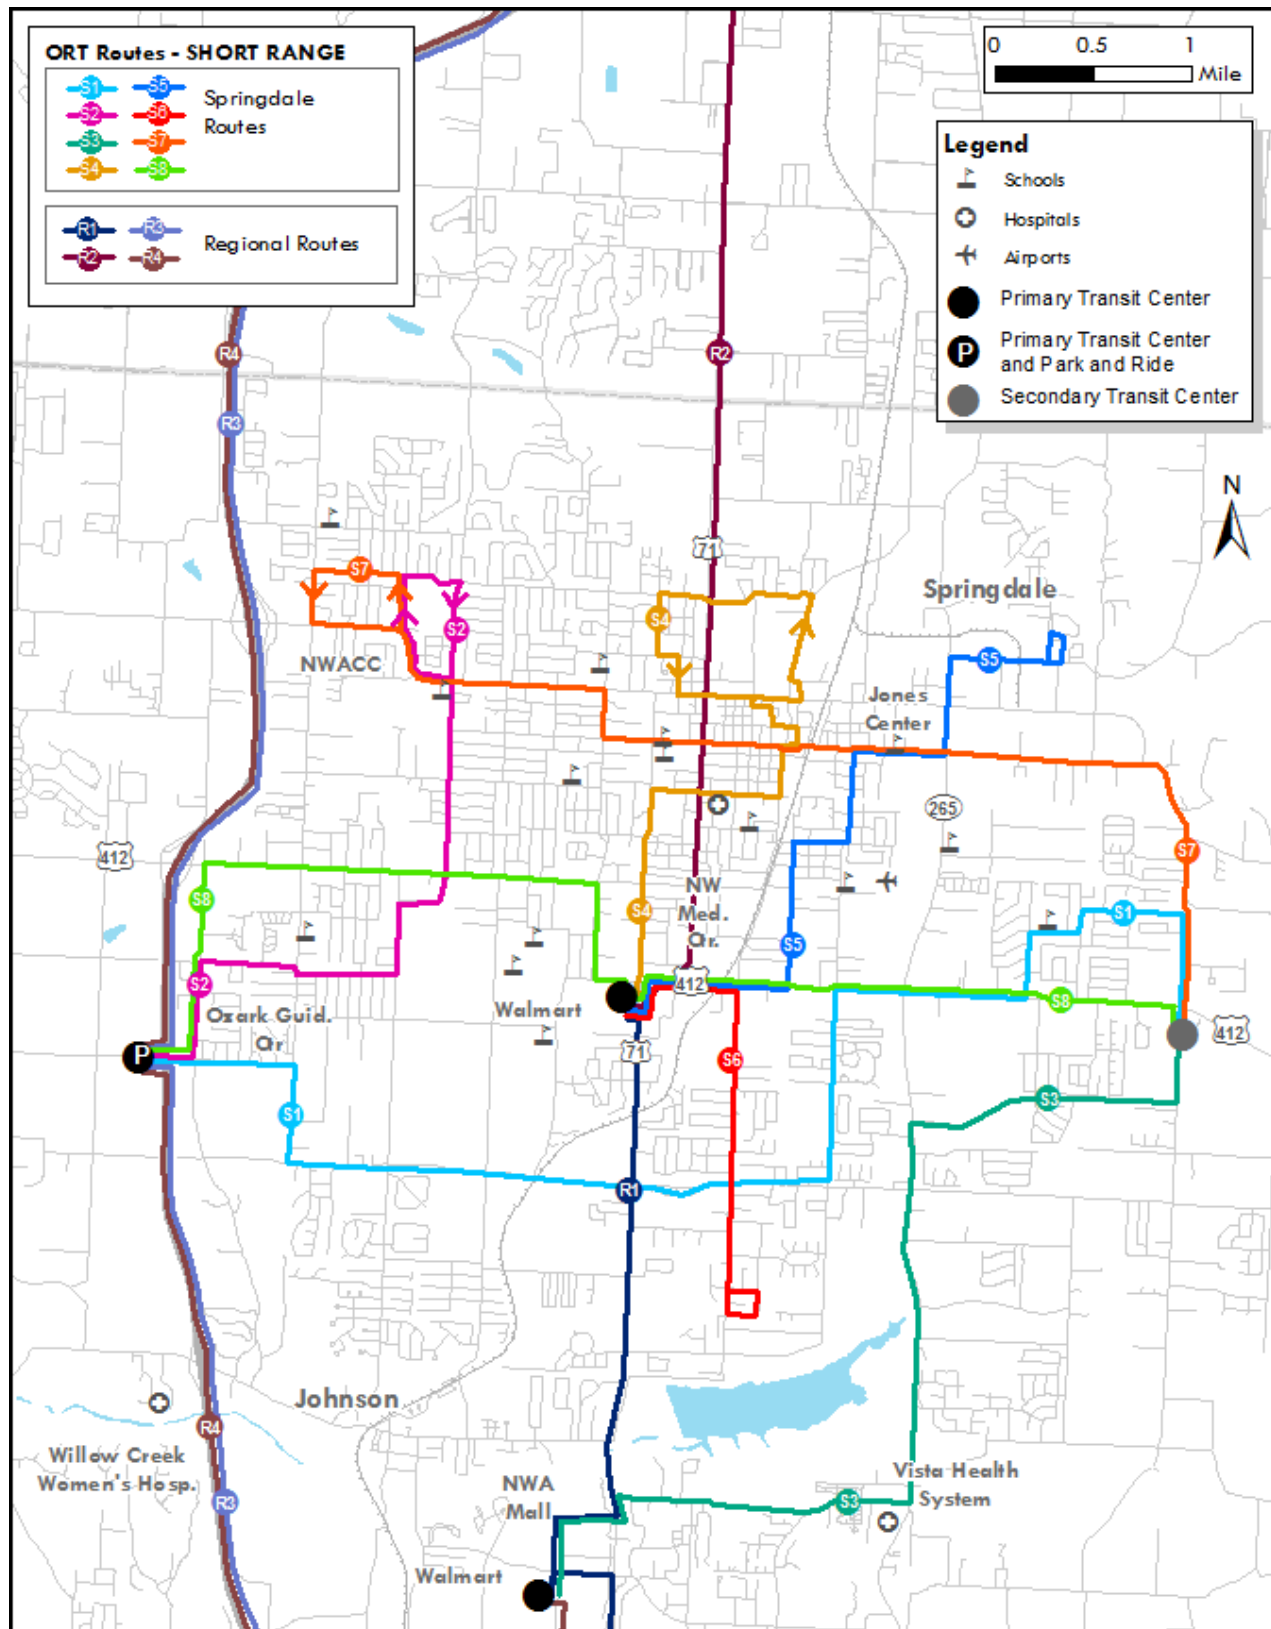 ORT Routes - SHORT RANGE
S1 S5
S2 S6
Springdale
Routes
S3 S7
S4 S8
R1 R3
R2 R4
Regional Routes
0 0.5 1
Mile
Legend
Schools
Hospitals
Airports
Primary Transit Center
P
Primary Transit Center
and Park and Ride
Secondary Transit Center
R4
R2
R3
N
71
S7
Springdale
S4
S2
S5
NWACC
Jones
Center
265
412
S7
NW
Med.
Ctr.
S8
S4
S1
S5
S2
412
Walmart
S8
Ozark Guid.
Ctr
412
P
71
S6
S3
S1
R1
Johnson
R4
Willow Creek
Women's Hosp.
NWA
Mall
Vista Health
System
R3
S3
Walmart